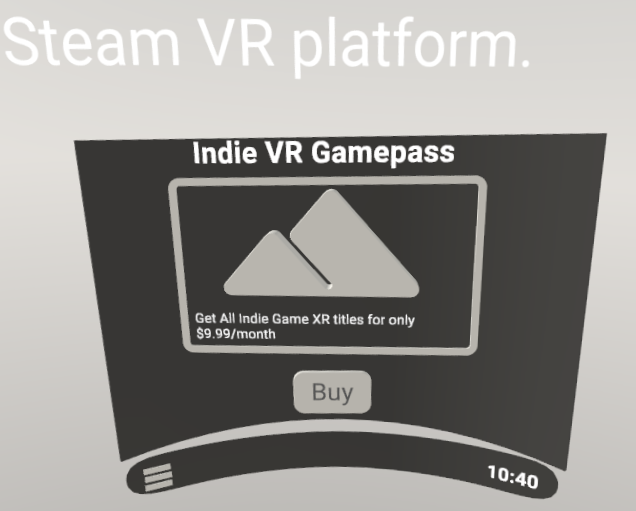 Steam VR platform.
Indie VR Gamepass
Get All Indie Game XR titles for only
$9.99/month
Buy
10:40